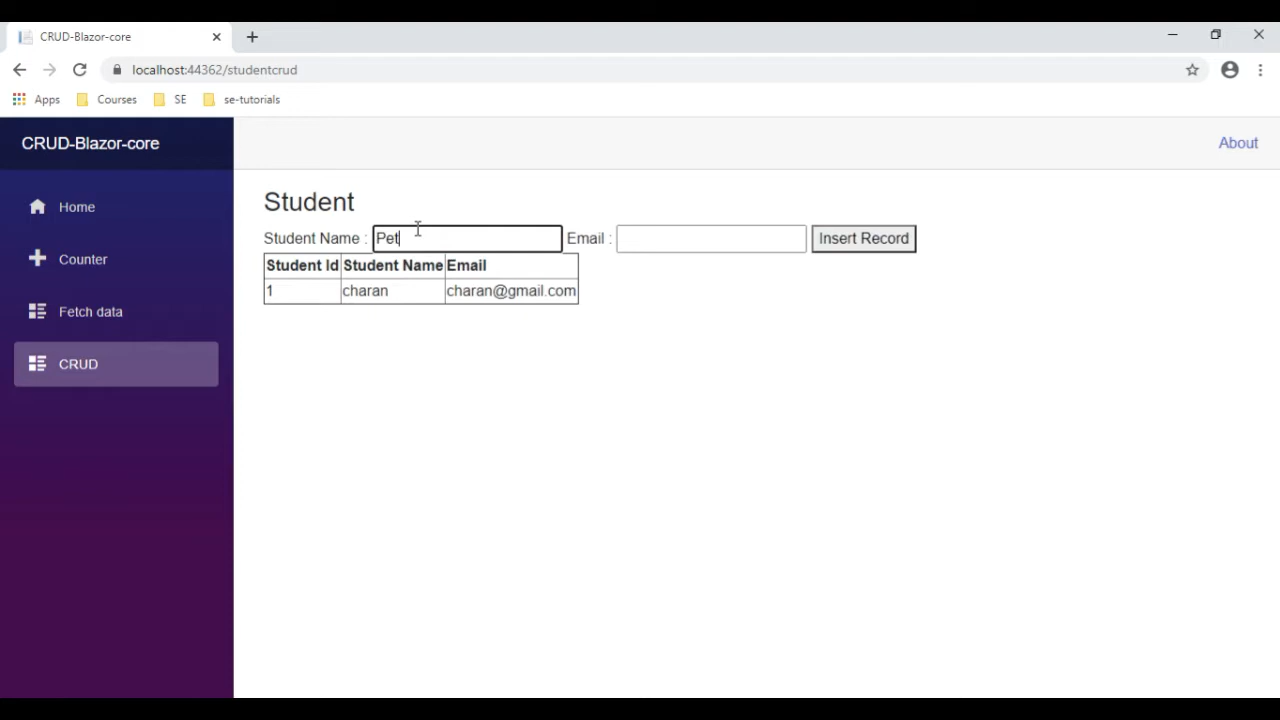 CRUD-Blazor-core
localhost:44362/studentcrud
Apps Courses SE se-tutorials
CRUD-Blazor-core
About
Home
Counter
Fetch data
CRUD
Student
Student Name : Pet Email : Insert Record
Student Id Student Name Email
1 charan charan@gmail.com